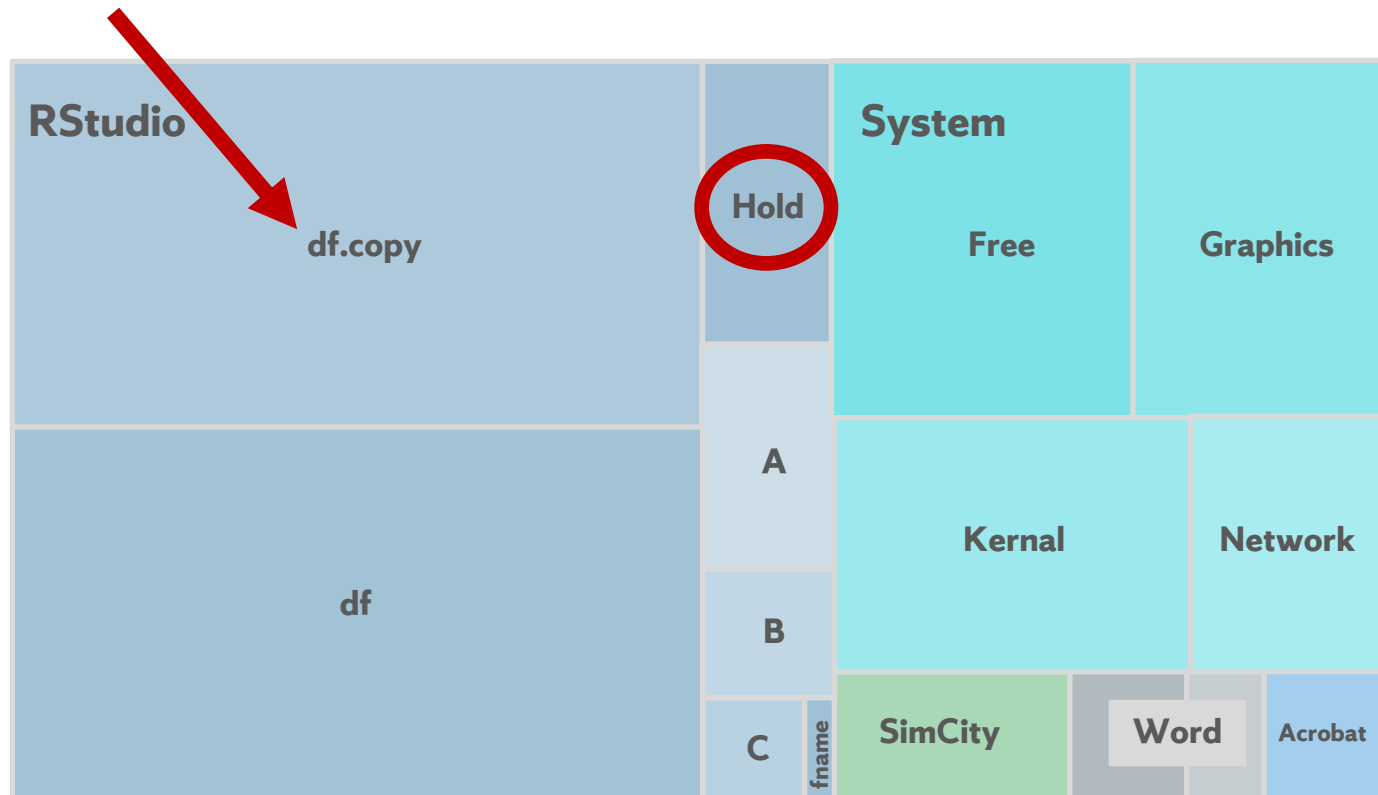 RStudio
df.copy
df
Hold
A
B
C
fname
System
Free
Graphics
Kernal
Network
SimCity
Word
Acrobat